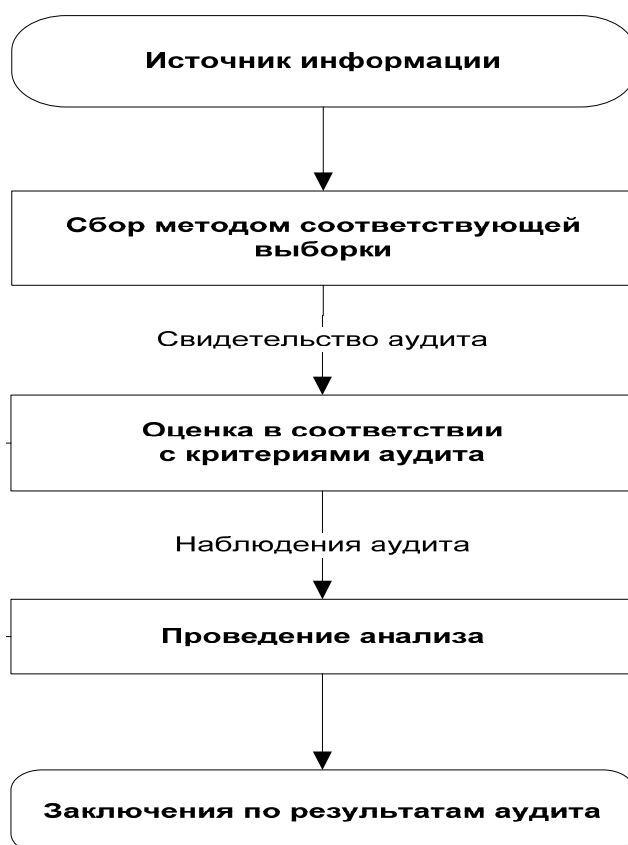 Источник информации
Сбор методом соответствующей
выборки
Свидетельство аудита
Оценка в соответствии
с критериями аудита
Наблюдения аудита
Проведение анализа
Заключения по результатам аудита